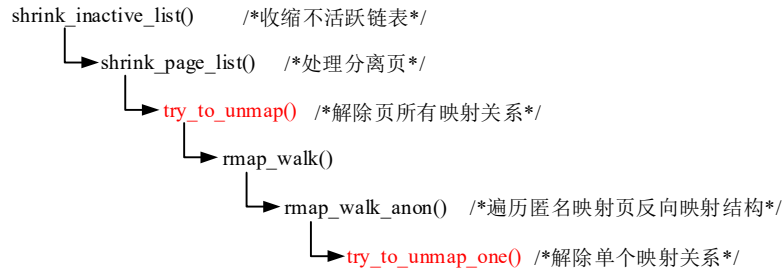 shrink_inactive_list() /*收缩不活跃链表*/
shrink_page_list() /*处理分离页*/
try_to_unmap() /*解除页所有映射关系*/
rmap_walk()
rmap_walk_anon() /*遍历匿名映射页反向映射结构*/
try_to_unmap_one() /*解除单个映射关系*/